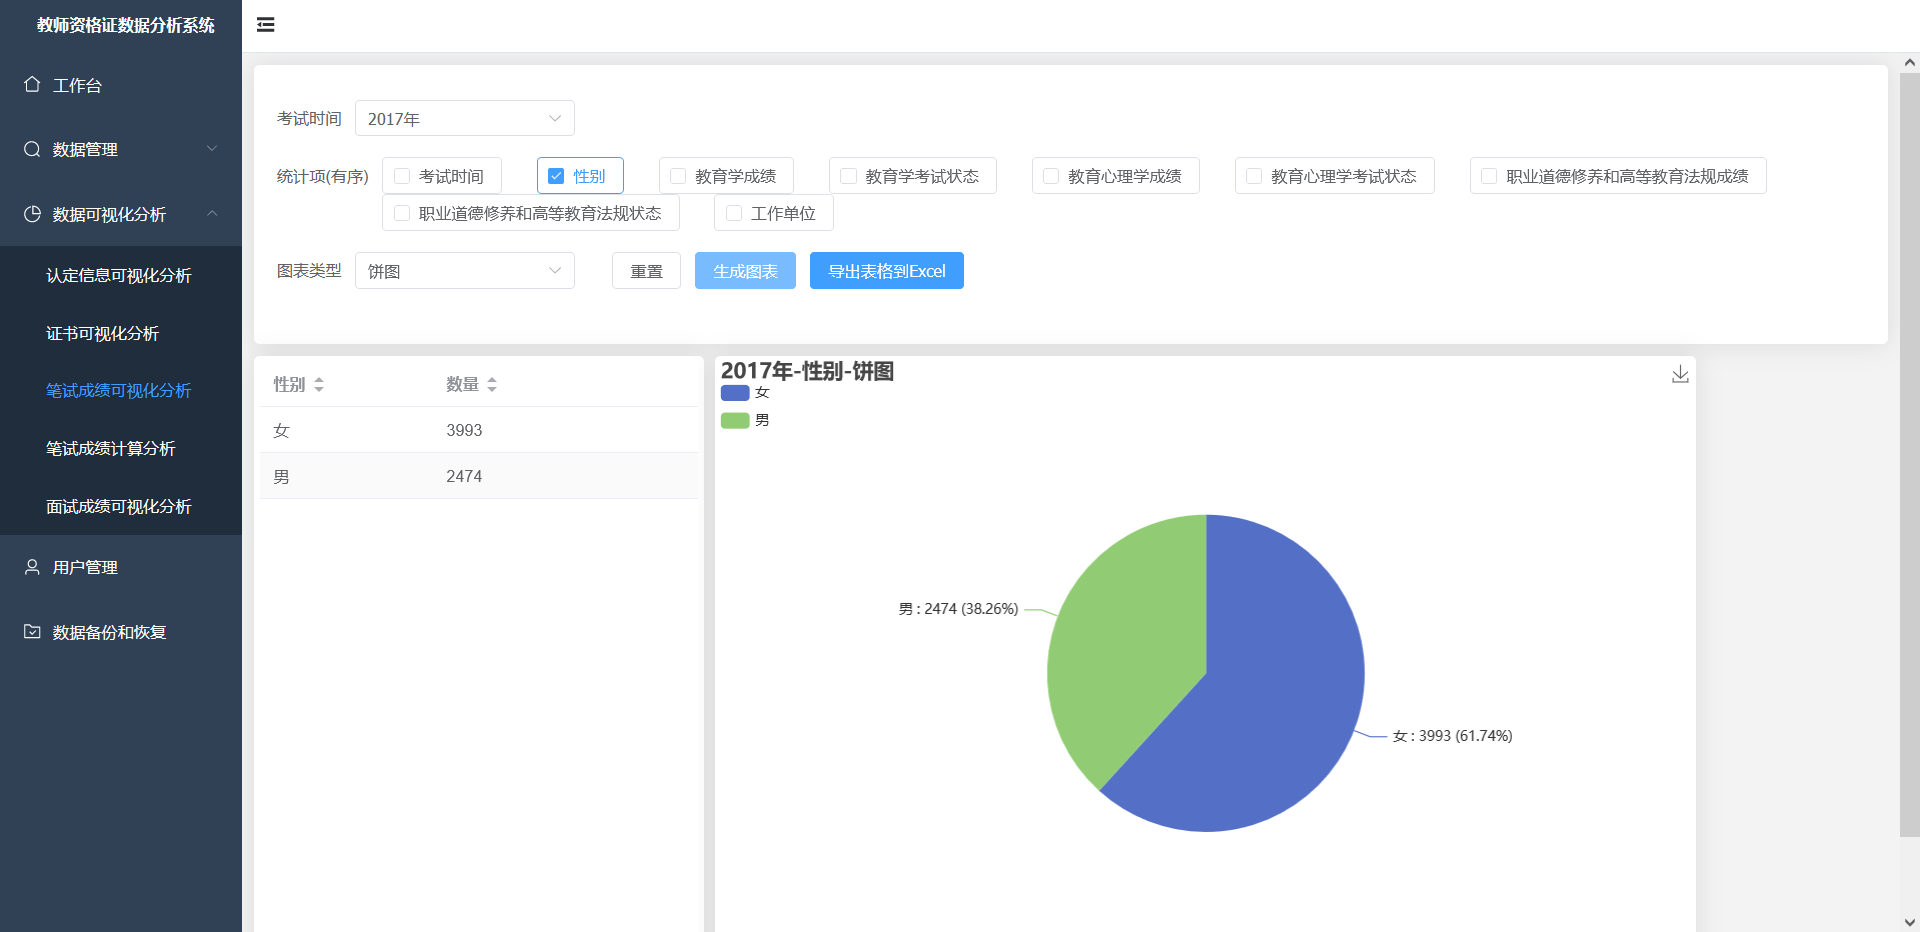 教师资格证数据分析系统
工作台
数据管理
数据可视化分析
认定信息可视化分析
证书可视化分析
笔试成绩可视化分析
笔试成绩计算分析
面试成绩可视化分析
用户管理
数据备份和恢复
考试时间 2017年
统计项(有序) 考试时间 性别 教育学成绩 教育学考试状态 教育心理学成绩 教育心理学考试状态 职业道德修养和高等教育法规成绩
职业道德修养和高等教育法规状态 工作单位
图表类型 饼图 重置 生成图表 导出表格到Excel
性别 数量
女 3993
男 2474
2017年-性别-饼图
女
男
男 : 2474 (38.26%)
女 : 3993 (61.74%)